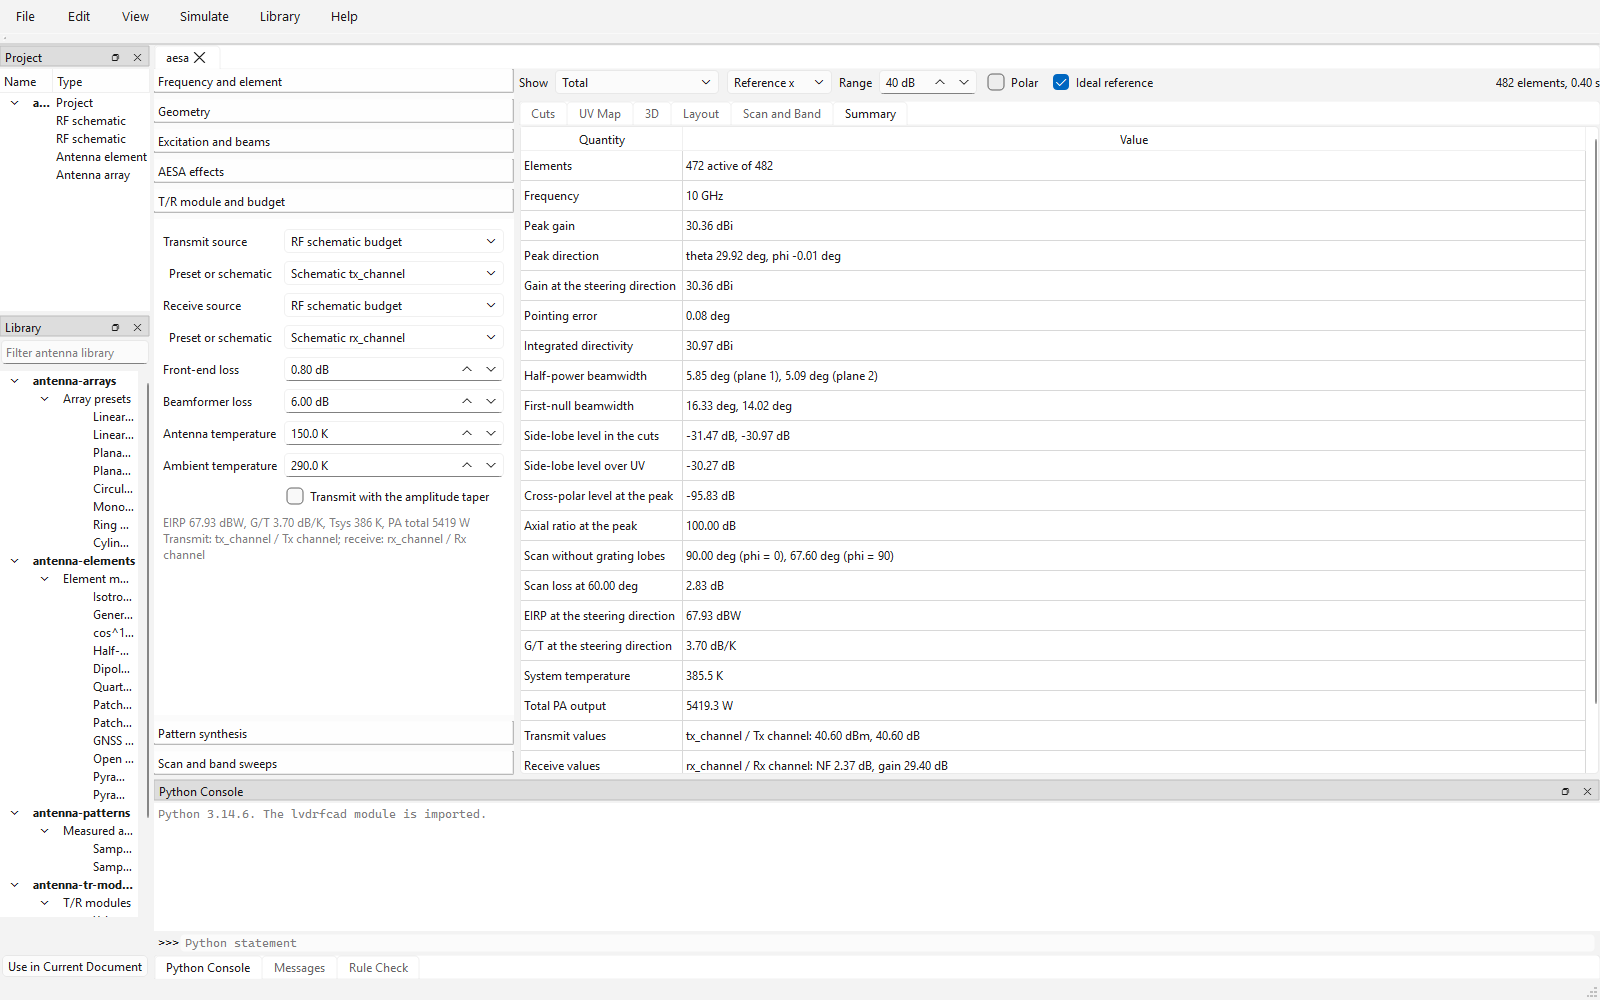 File Edit View Simulate Library Help
Project
Name Type
a... Project
RF schematic
RF schematic
Antenna element
Antenna array
Library
Filter antenna library
antenna-arrays
Array presets
Linear...
Linear...
Plana...
Plana...
Circul...
Mono...
Ring ...
Cylin...
antenna-elements
Element m...
Isotro...
Gener...
cos^1...
Half-...
Dipol...
Quart...
Patch...
Patch...
GNSS ...
Open ...
Pyra...
Pyra...
antenna-patterns
Measured a...
Samp...
Samp...
antenna-tr-mod...
T/R modules
Use in Current Document
aesa
Frequency and element
Geometry
Excitation and beams
AESA effects
T/R module and budget
Transmit source RF schematic budget
Preset or schematic Schematic tx_channel
Receive source RF schematic budget
Preset or schematic Schematic rx_channel
Front-end loss 0.80 dB
Beamformer loss 6.00 dB
Antenna temperature 150.0 K
Ambient temperature 290.0 K
Transmit with the amplitude taper
EIRP 67.93 dBW, G/T 3.70 dB/K, Tsys 386 K, PA total 5419 W
Transmit: tx_channel / Tx channel; receive: rx_channel / Rx
channel
Pattern synthesis
Scan and band sweeps
Show Total Reference x Range 40 dB Polar Ideal reference 482 elements, 0.40 s
Cuts UV Map 3D Layout Scan and Band Summary
Quantity Value
Elements 472 active of 482
Frequency 10 GHz
Peak gain 30.36 dBi
Peak direction theta 29.92 deg, phi -0.01 deg
Gain at the steering direction 30.36 dBi
Pointing error 0.08 deg
Integrated directivity 30.97 dBi
Half-power beamwidth 5.85 deg (plane 1), 5.09 deg (plane 2)
First-null beamwidth 16.33 deg, 14.02 deg
Side-lobe level in the cuts -31.47 dB, -30.97 dB
Side-lobe level over UV -30.27 dB
Cross-polar level at the peak -95.83 dB
Axial ratio at the peak 100.00 dB
Scan without grating lobes 90.00 deg (phi = 0), 67.60 deg (phi = 90)
Scan loss at 60.00 deg 2.83 dB
EIRP at the steering direction 67.93 dBW
G/T at the steering direction 3.70 dB/K
System temperature 385.5 K
Total PA output 5419.3 W
Transmit values tx_channel / Tx channel: 40.60 dBm, 40.60 dB
Receive values rx_channel / Rx channel: NF 2.37 dB, gain 29.40 dB
Python Console
Python 3.14.6. The lvdrfcad module is imported.
>>> Python statement
Python Console Messages Rule Check